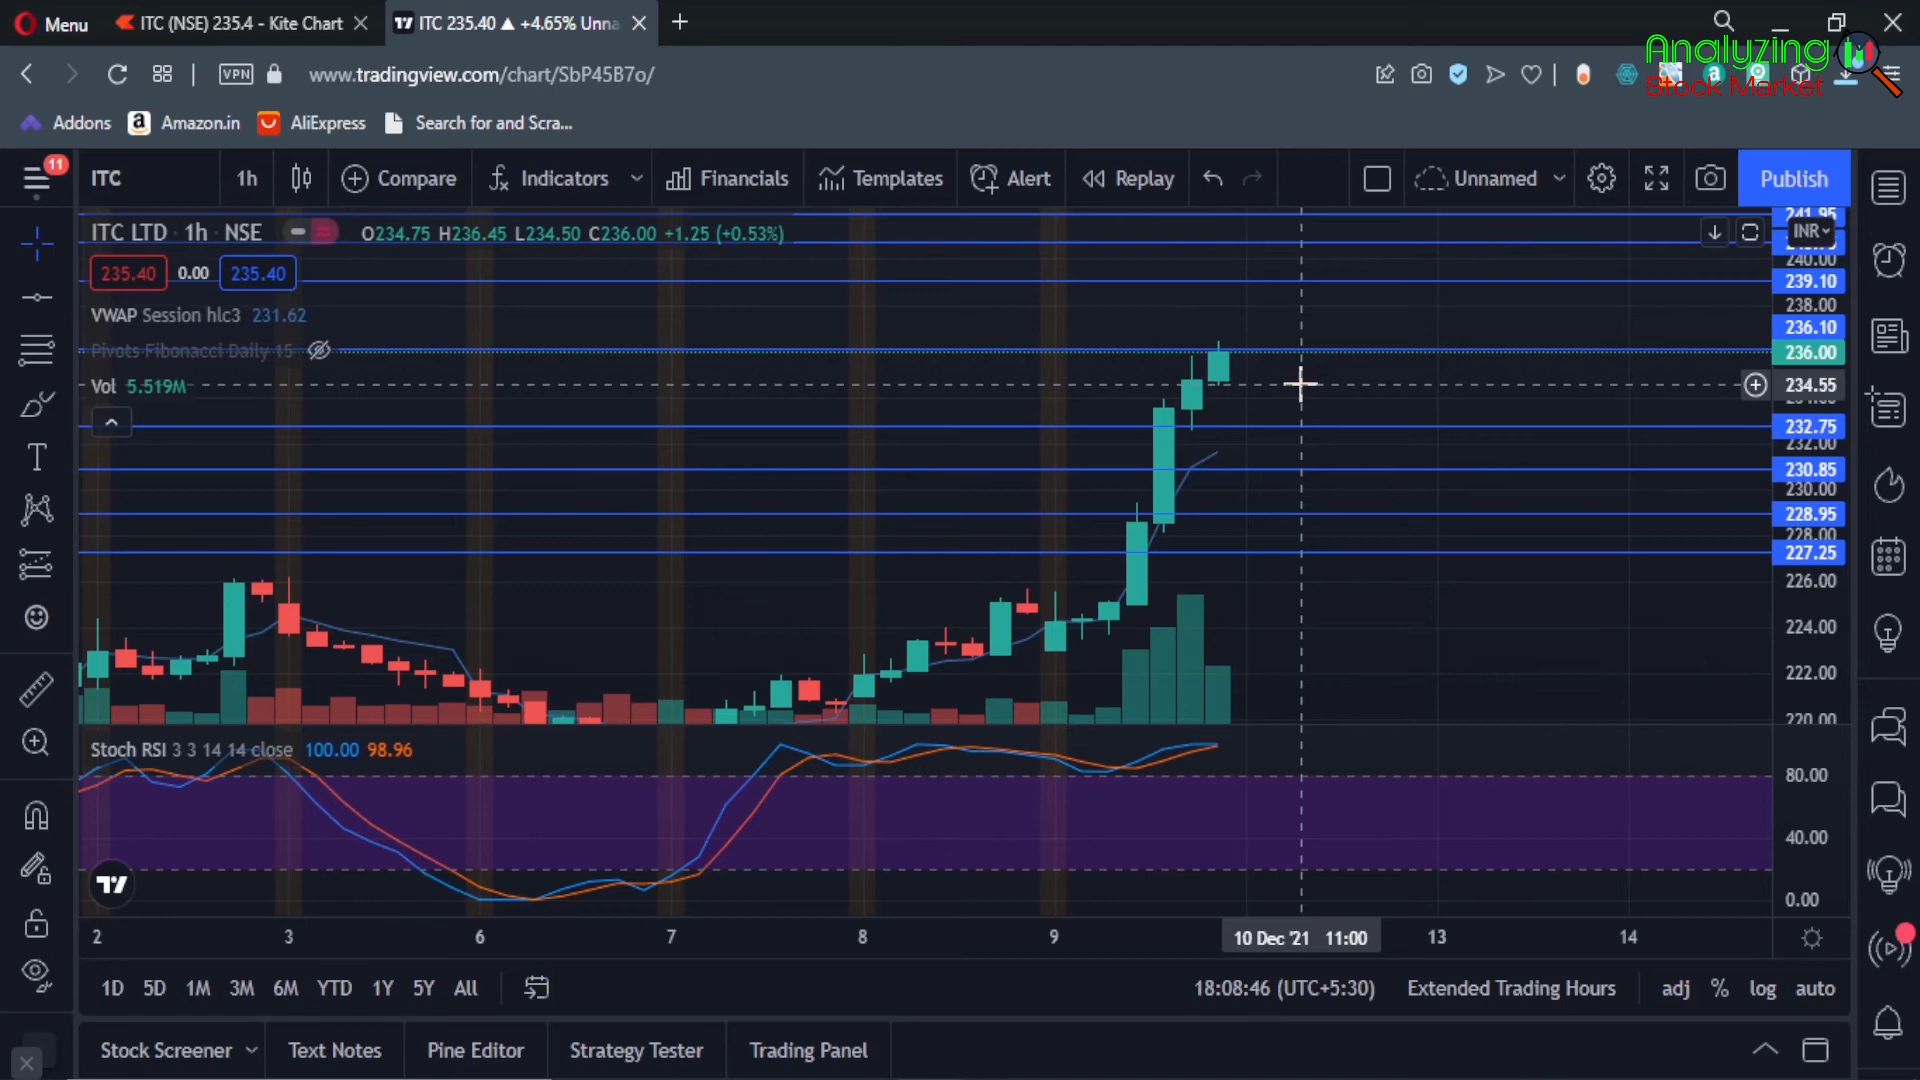 Menu
ITC (NSE) 235.4 - Kite Chart
ITC 235.40 ▲ +4.65% Unna
Analyzing
Stock Market
VPN
www.tradingview.com/chart/SbP45B7o/
Addons
Amazon.in
AliExpress
Search for and Scra...
11
ITC
1h
Compare
Indicators
Financials
Templates
Alert
Replay
Unnamed
Publish
ITC LTD · 1h · NSE
O234.75 H236.45 L234.50 C236.00 +1.25 (+0.53%)
241.95
INR
240.00
235.40 0.00 235.40
239.10
238.00
VWAP Session hlc3 231.62
236.10
Pivots Fibonacci Daily 15
236.00
Vol 5.519M
234.55
232.75
232.00
230.85
230.00
228.95
228.00
227.25
226.00
224.00
222.00
220.00
Stoch RSI 3 3 14 14 close 100.00 98.96
80.00
40.00
0.00
2 3 6 7 8 9 10 Dec '21 11:00 13 14
1D 5D 1M 3M 6M YTD 1Y 5Y All
18:08:46 (UTC+5:30) Extended Trading Hours adj % log auto
Stock Screener Text Notes Pine Editor Strategy Tester Trading Panel